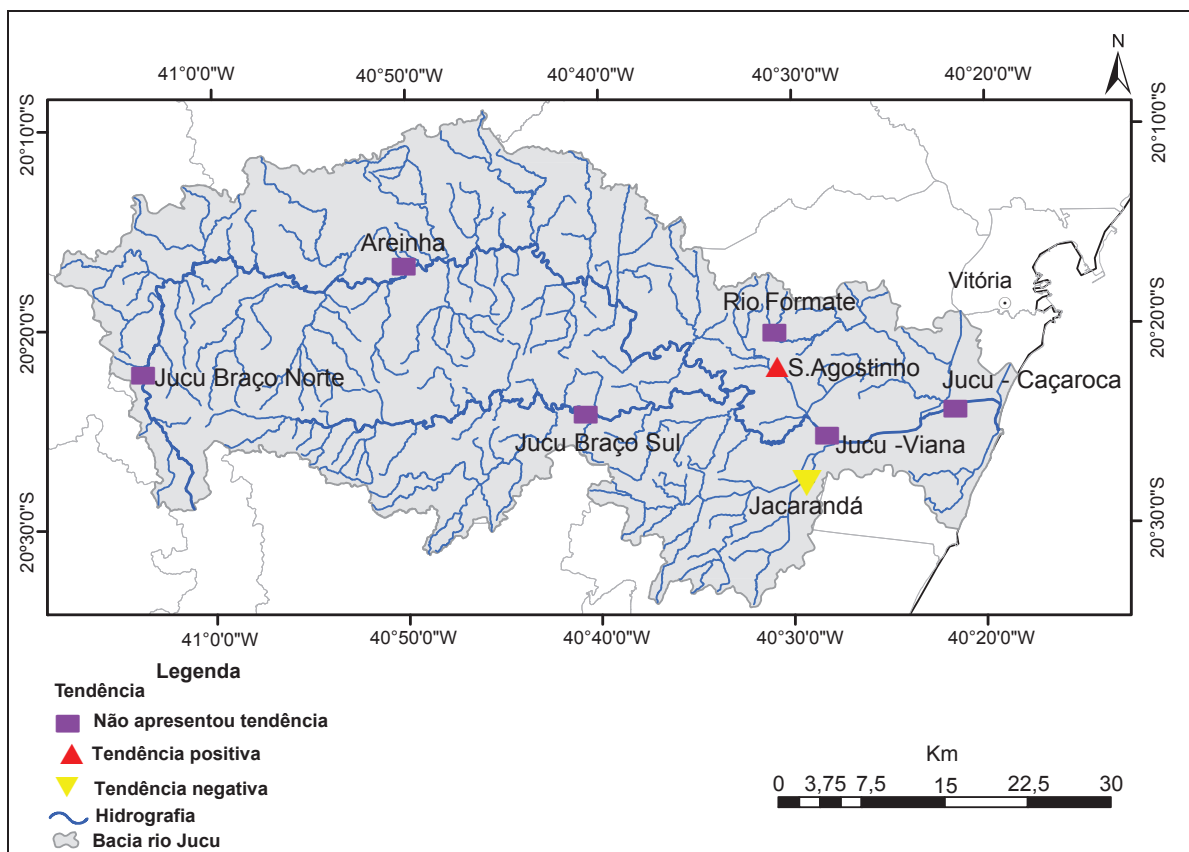 N
41°0'0"W 40°50'0"W 40°40'0"W 40°30'0"W 40°20'0"W
20°10'0"S
20°10'0"S
Areinha
Vitória
Rio Formate
20°20'0"S
20°20'0"S
S.Agostinho
Jucu Braço Norte
Jucu - Caçaroca
Jucu Braço Sul
Jucu -Viana
Jacarandá
20°30'0"S
20°30'0"S
41°0'0"W 40°50'0"W 40°40'0"W 40°30'0"W 40°20'0"W
Legenda
Tendência
Não apresentou tendência
Tendência positiva
Tendência negativa
Hidrografia
Bacia rio Jucu
Km
0 3,75 7,5 15 22,5 30